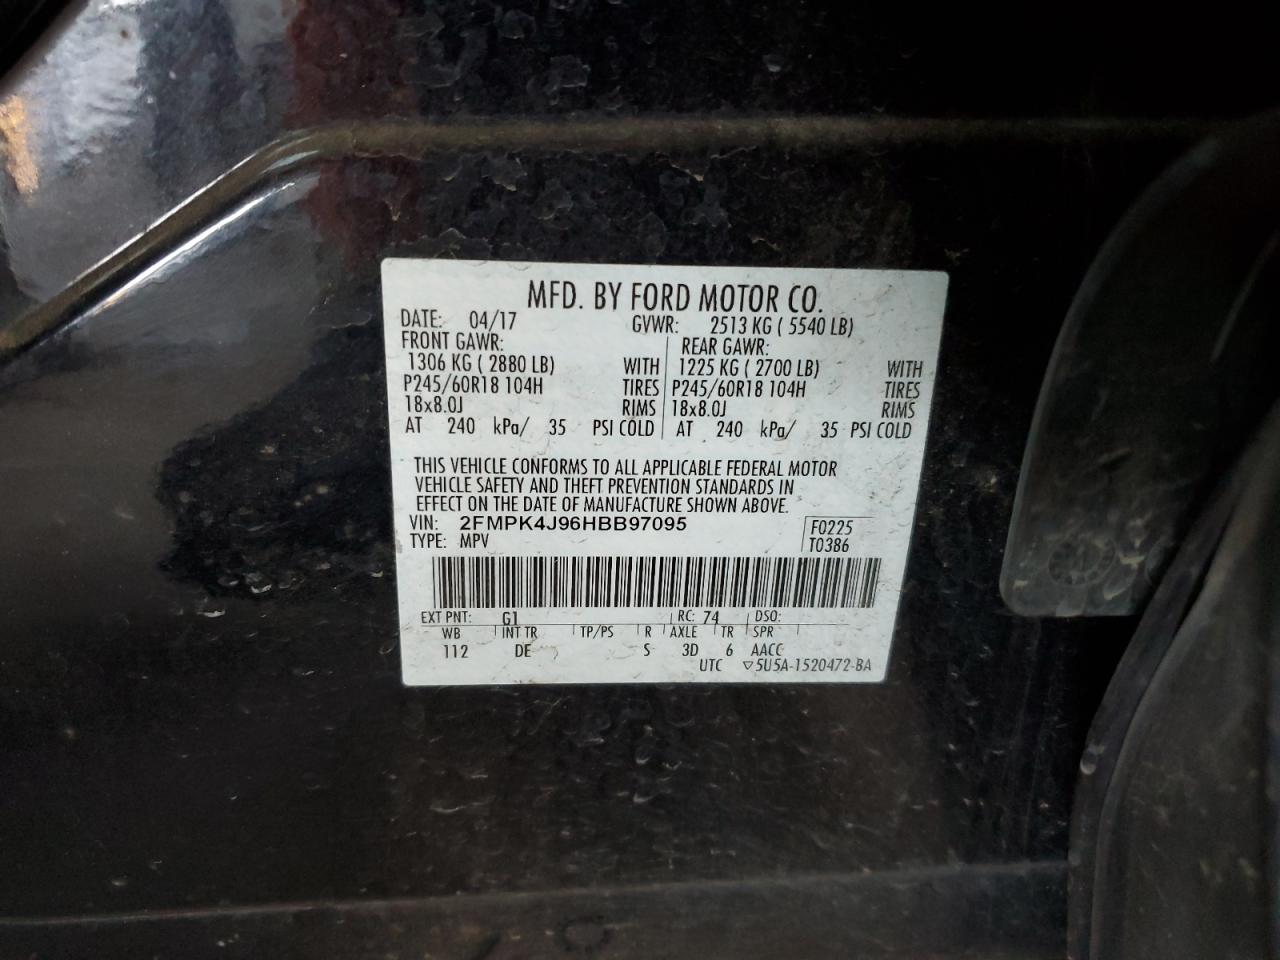 MFD. BY FORD MOTOR CO.
DATE: 04/17 GVWR: 2513 KG ( 5540 LB)
FRONT GAWR: REAR GAWR:
1306 KG ( 2880 LB) WITH 1225 KG ( 2700 LB) WITH
P245/60R18 104H TIRES P245/60R18 104H TIRES
18x8.0J RIMS 18x8.0J RIMS
AT 240 kPa/ 35 PSI COLD AT 240 kPa/ 35 PSI COLD
THIS VEHICLE CONFORMS TO ALL APPLICABLE FEDERAL MOTOR
VEHICLE SAFETY AND THEFT PREVENTION STANDARDS IN
EFFECT ON THE DATE OF MANUFACTURE SHOWN ABOVE.
VIN: 2FMPK4J96HBB97095 F0225
TYPE: MPV T0386
EXT PNT: G1 RC: 74 DSO:
WB INT TR TP/PS R AXLE TR SPR
112 DE S 3D 6 AACC
UTC ▽5U5A-1520472-BA